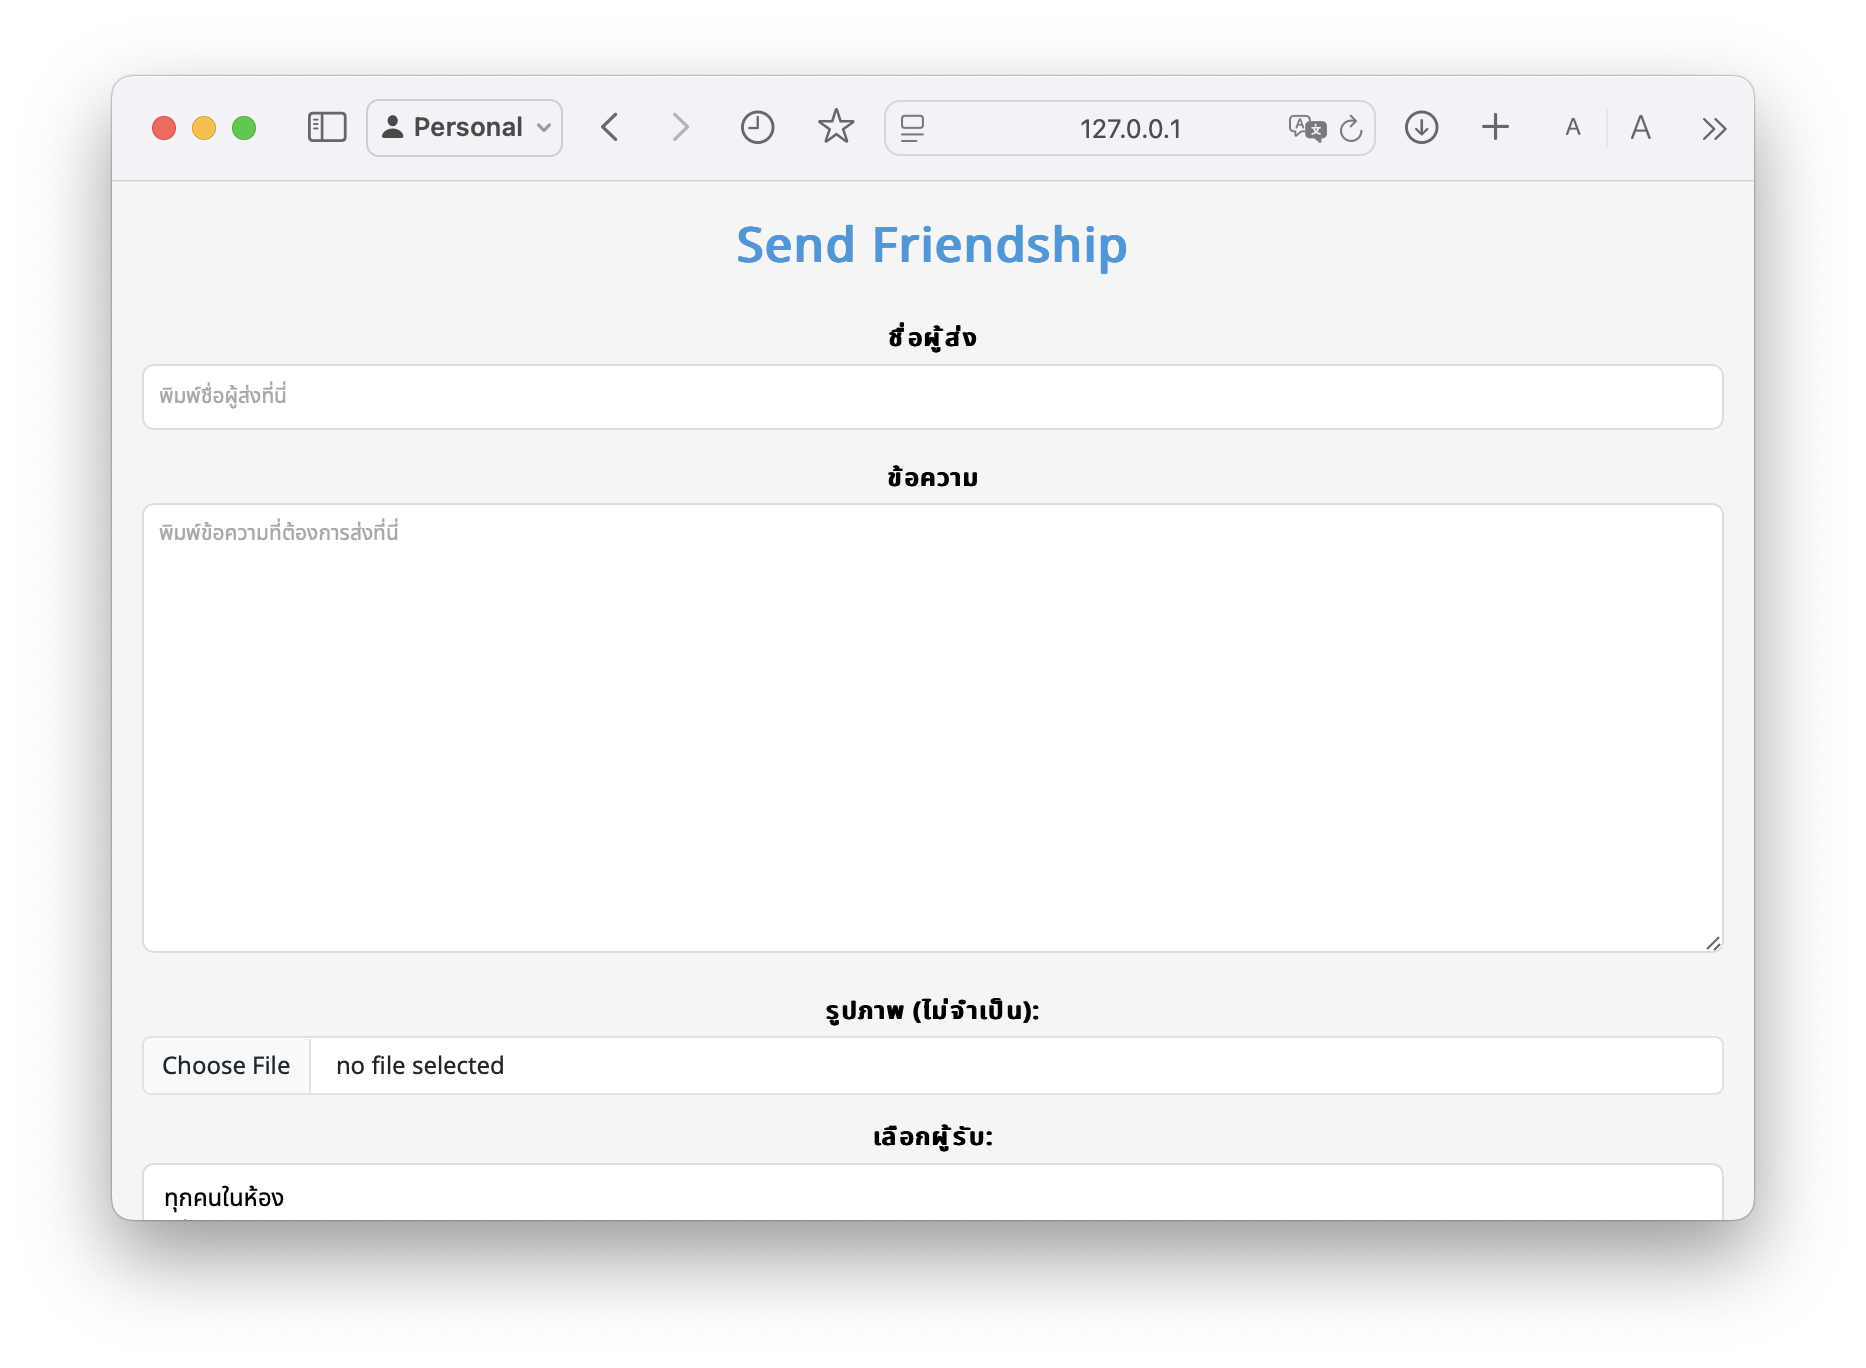 Personal
127.0.0.1
Send Friendship
ชื่อผู้ส่ง
พิมพ์ชื่อผู้ส่งที่นี่
ข้อความ
พิมพ์ข้อความที่ต้องการส่งที่นี่
รูปภาพ (ไม่จำเป็น):
Choose File no file selected
เลือกผู้รับ:
ทุกคนในห้อง